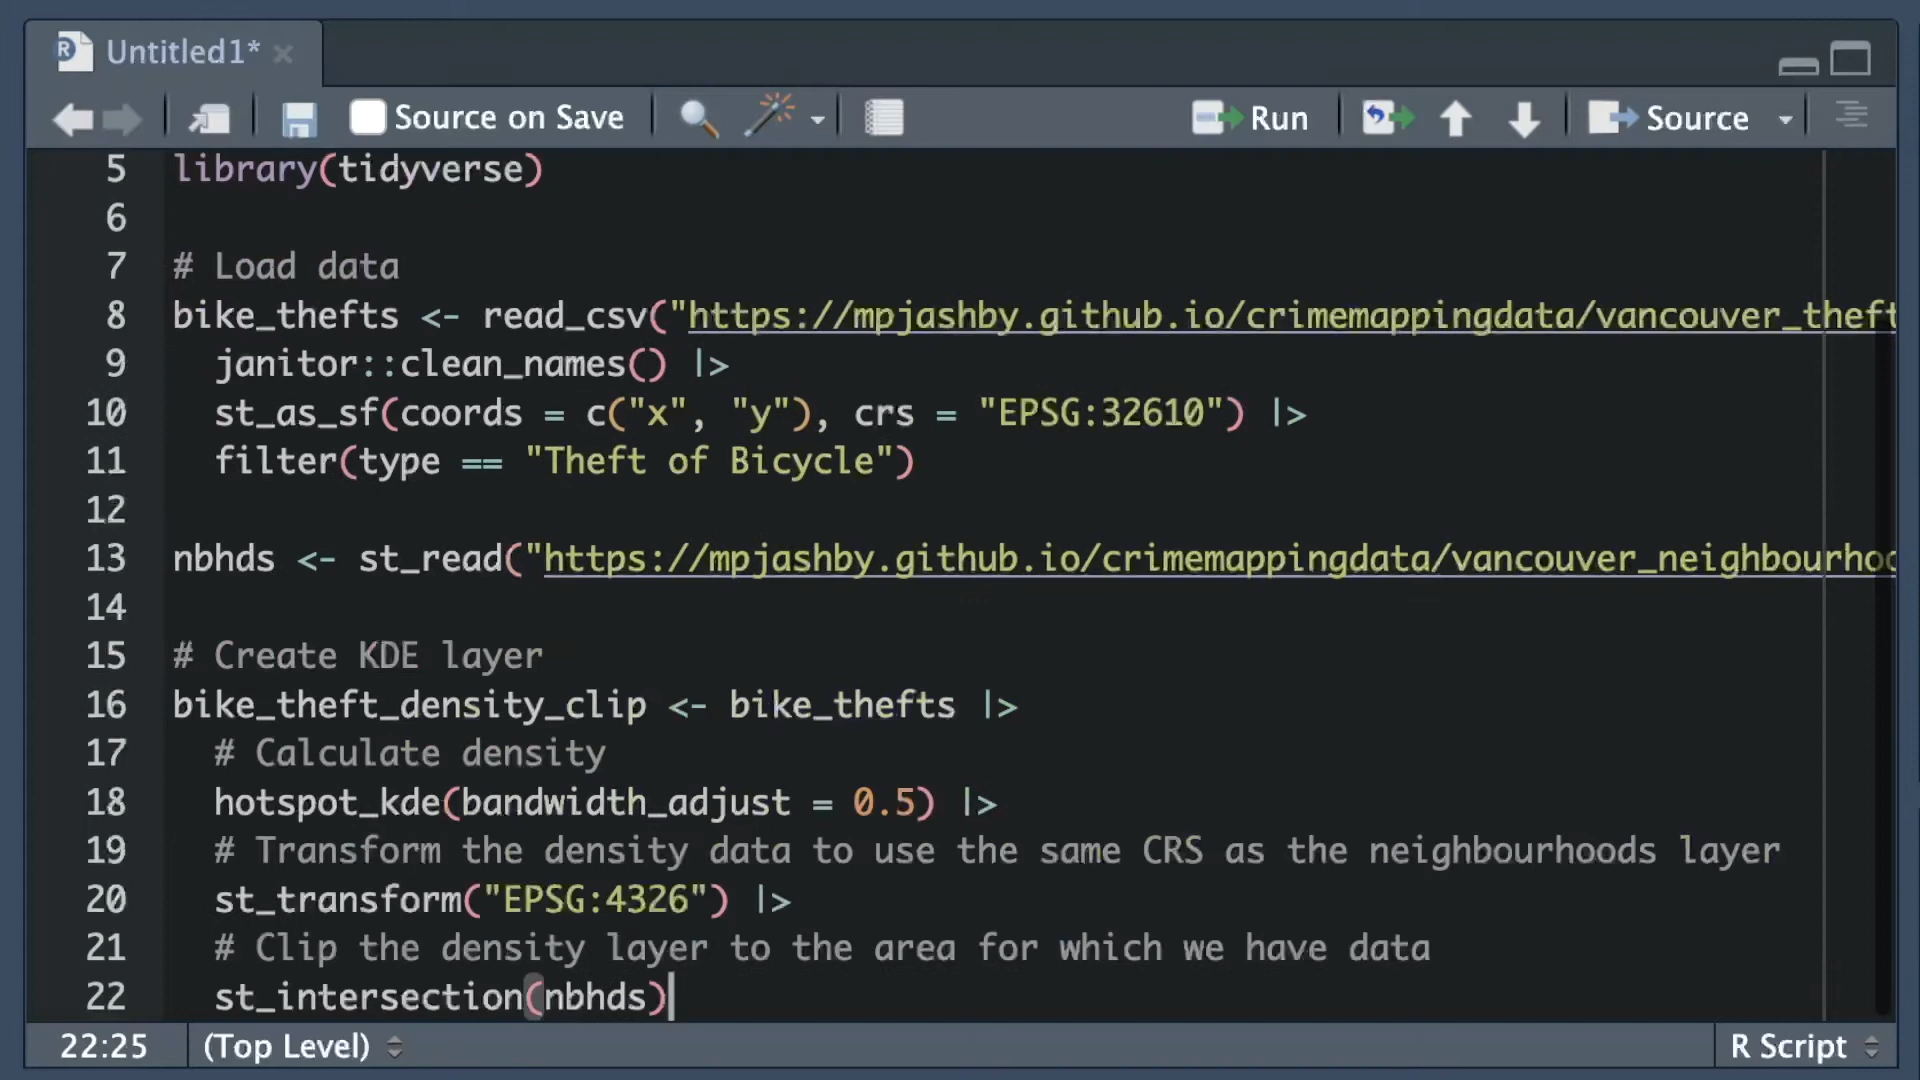 Untitled1*
Source on Save
Run
Source
5 library(tidyverse)
6
7 # Load data
8 bike_thefts <- read_csv("https://mpjashby.github.io/crimemappingdata/vancouver_theft
9 janitor::clean_names() |>
10 st_as_sf(coords = c("x", "y"), crs = "EPSG:32610") |>
11 filter(type == "Theft of Bicycle")
12
13 nbhds <- st_read("https://mpjashby.github.io/crimemappingdata/vancouver_neighbourhoo
14
15 # Create KDE layer
16 bike_theft_density_clip <- bike_thefts |>
17 # Calculate density
18 hotspot_kde(bandwidth_adjust = 0.5) |>
19 # Transform the density data to use the same CRS as the neighbourhoods layer
20 st_transform("EPSG:4326") |>
21 # Clip the density layer to the area for which we have data
22 st_intersection(nbhds)
22:25 (Top Level) R Script